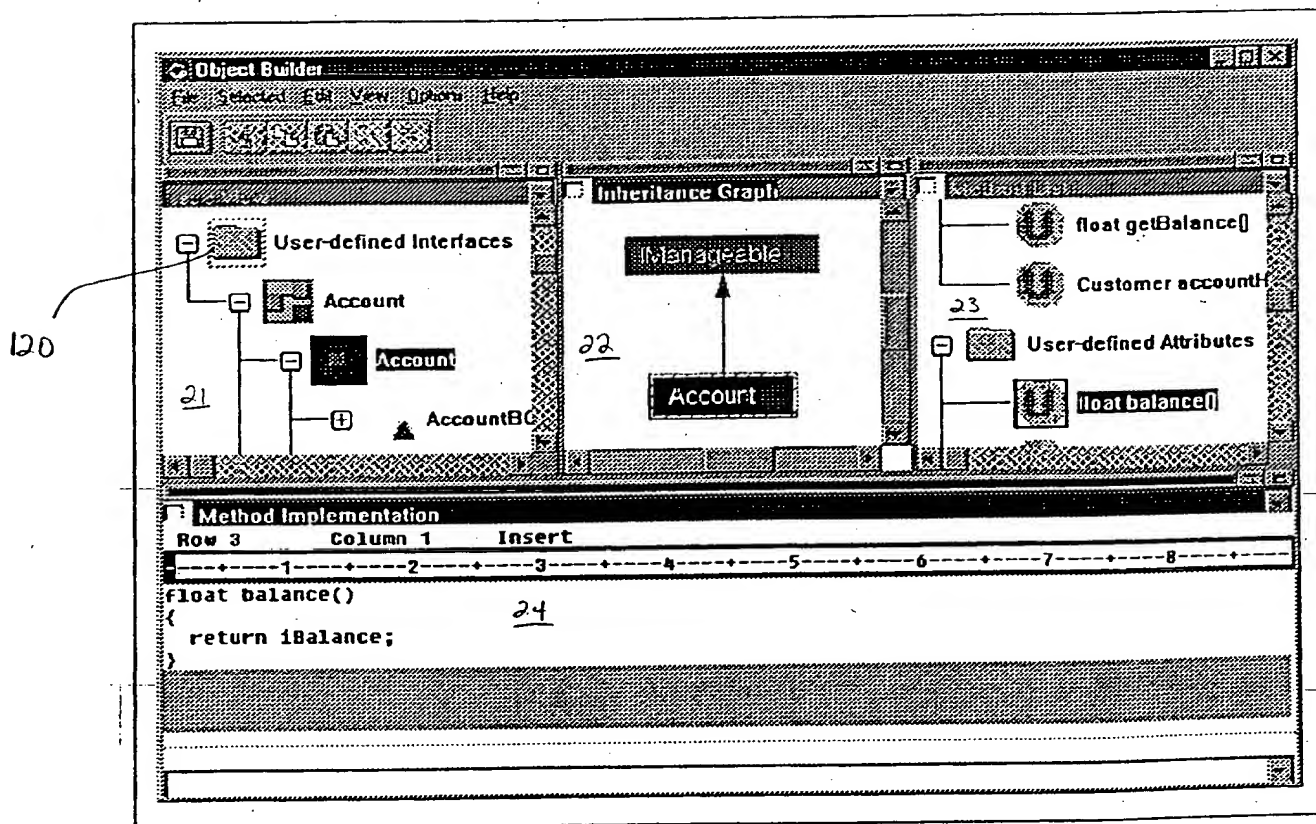 Object Builder
File Selected Edit View Options Help
Inheritance Graph
User-defined Interfaces
Account
Account
AccountBO
21
120
IManageable
Account
22
float getBalance()
Customer accountH
23
User-defined Attributes
float balance()
Method Implementation
Row 3 Column 1 Insert
----+----1----+----2----+----3----+----4----+----5----+----6----+----7----+----8----+----
float balance()
{
return iBalance;
}
24